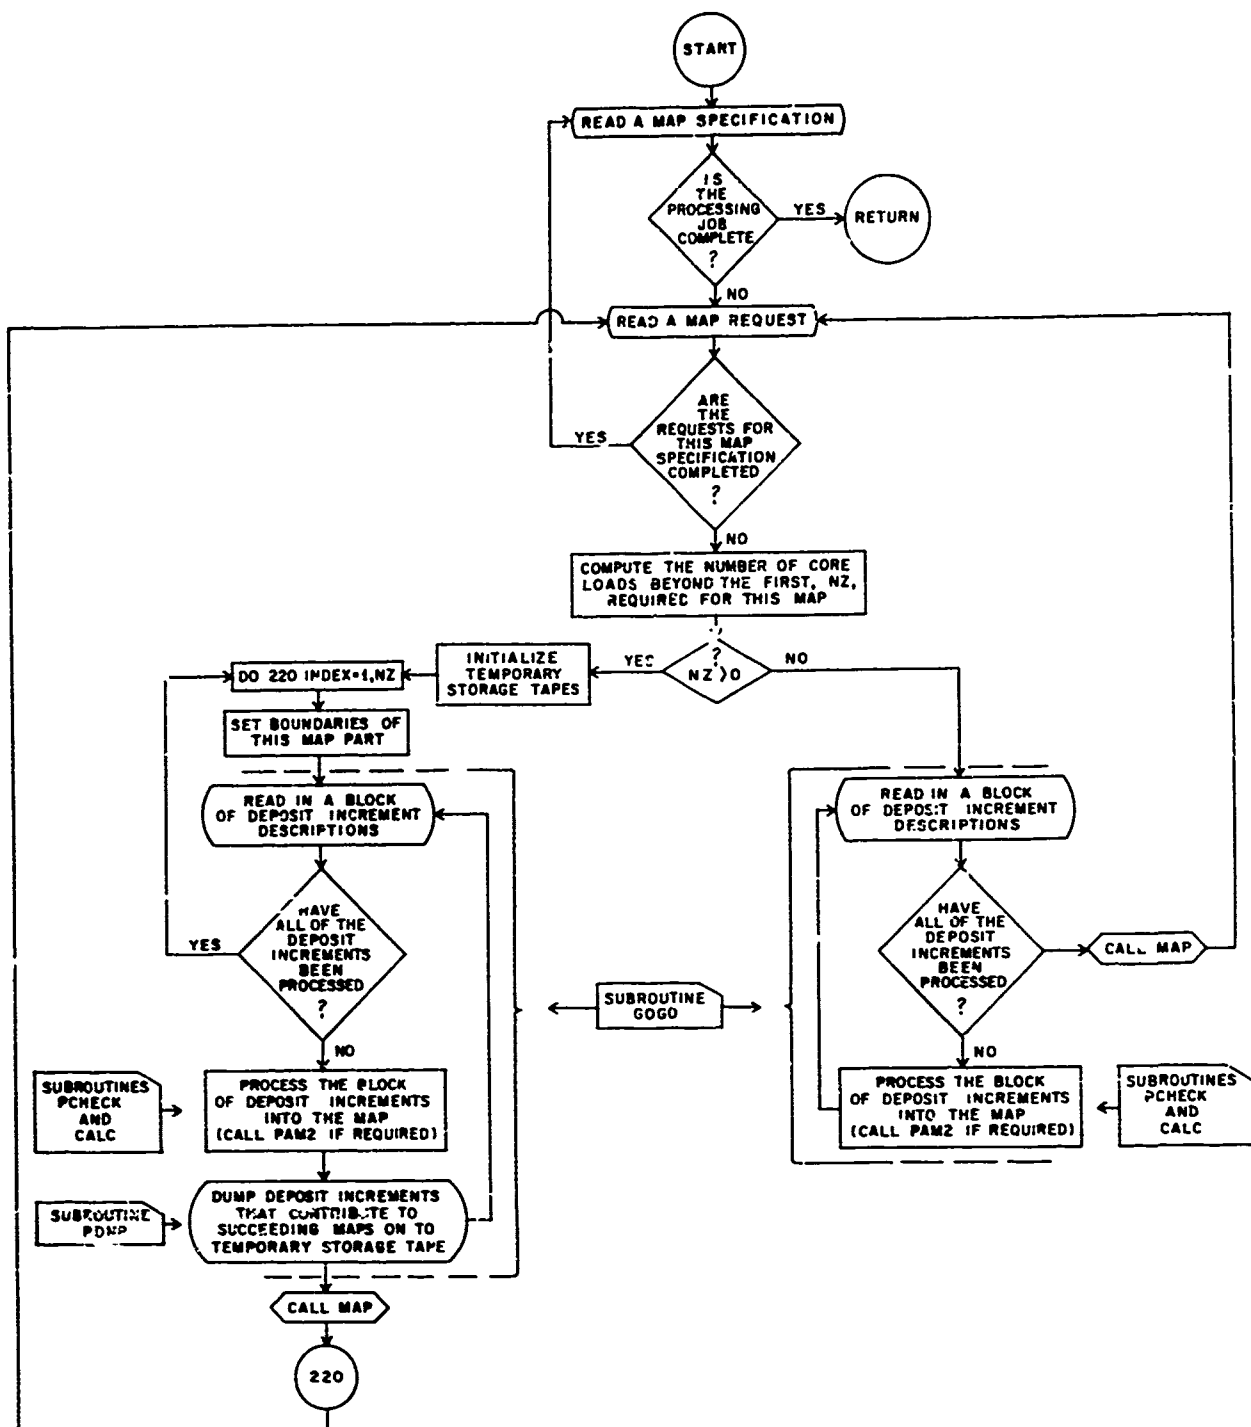 START
READ A MAP SPECIFICATION
IS
THE
PROCESSING
JOB
COMPLETE
?
YES
RETURN
NO
READ A MAP REQUEST
ARE
THE
REQUESTS FOR
THIS MAP
SPECIFICATION
COMPLETED
?
YES
NO
COMPUTE THE NUMBER OF CORE
LOADS BEYOND THE FIRST, NZ,
REQUIRED FOR THIS MAP
?
NZ>0
YES
NO
INITIALIZE
TEMPORARY
STORAGE TAPES
DO 220 INDEX=1,NZ
SET BOUNDARIES OF
THIS MAP PART
READ IN A BLOCK
OF DEPOSIT INCREMENT
DESCRIPTIONS
HAVE
ALL OF THE
DEPOSIT
INCREMENTS
BEEN
PROCESSED
?
YES
NO
SUBROUTINES
PCHECK
AND
CALC
PROCESS THE BLOCK
OF DEPOSIT INCREMENTS
INTO THE MAP
(CALL PAM2 IF REQUIRED)
SUBROUTINE
DUMP DEPOSIT INCREMENTS
THAT CONTRIBUTE TO
SUCCEEDING MAPS ON TO
TEMPORARY STORAGE TAPE
CALL MAP
220
SUBROUTINE
GOGO
READ IN A BLOCK
OF DEPOSIT INCREMENT
DESCRIPTIONS
HAVE
ALL OF THE
DEPOSIT
INCREMENTS
BEEN
PROCESSED
?
CALL MAP
NO
PROCESS THE BLOCK
OF DEPOSIT INCREMENTS
INTO THE MAP
(CALL PAM2 IF REQUIRED)
SUBROUTINES
PCHECK
AND
CALC